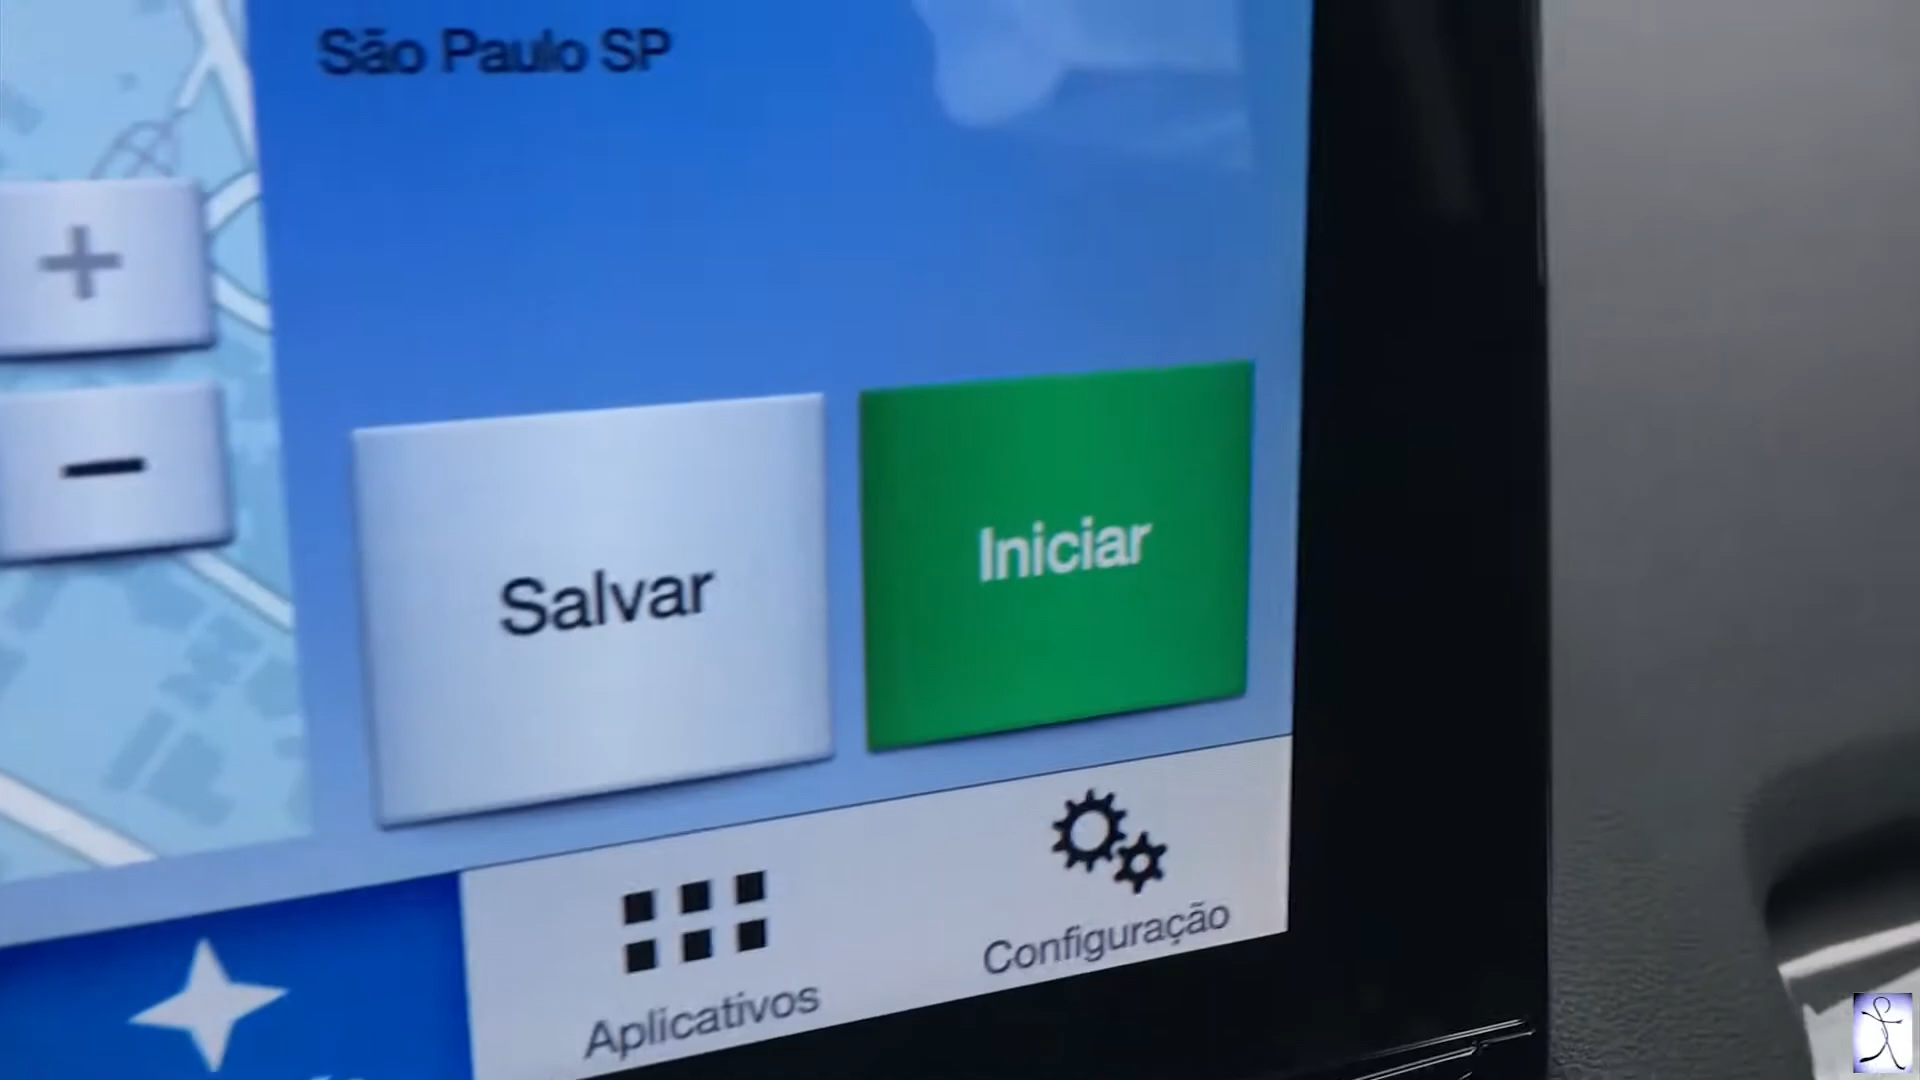 São Paulo SP
+
−
Salvar
Iniciar
Aplicativos
Configuração